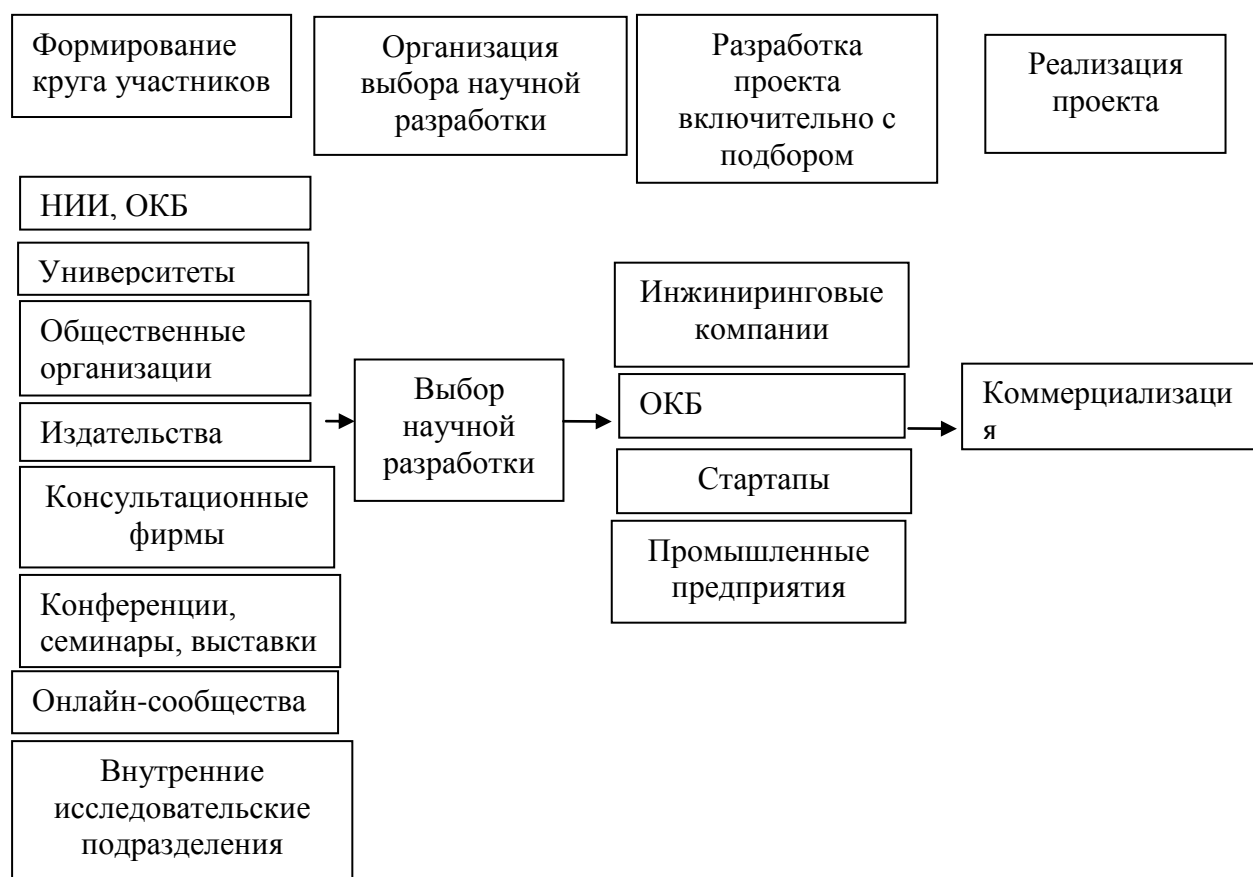 Формирование
круга участников
Организация
выбора научной
разработки
Разработка
проекта
включительно с
подбором
Реализация
проекта
НИИ, ОКБ
Университеты
Общественные
организации
Издательства
Консультационные
фирмы
Конференции,
семинары, выставки
Онлайн-сообщества
Внутренние
исследовательские
подразделения
Выбор
научной
разработки
Инжиниринговые
компании
ОКБ
Стартапы
Промышленные
предприятия
Коммерциализаци
я